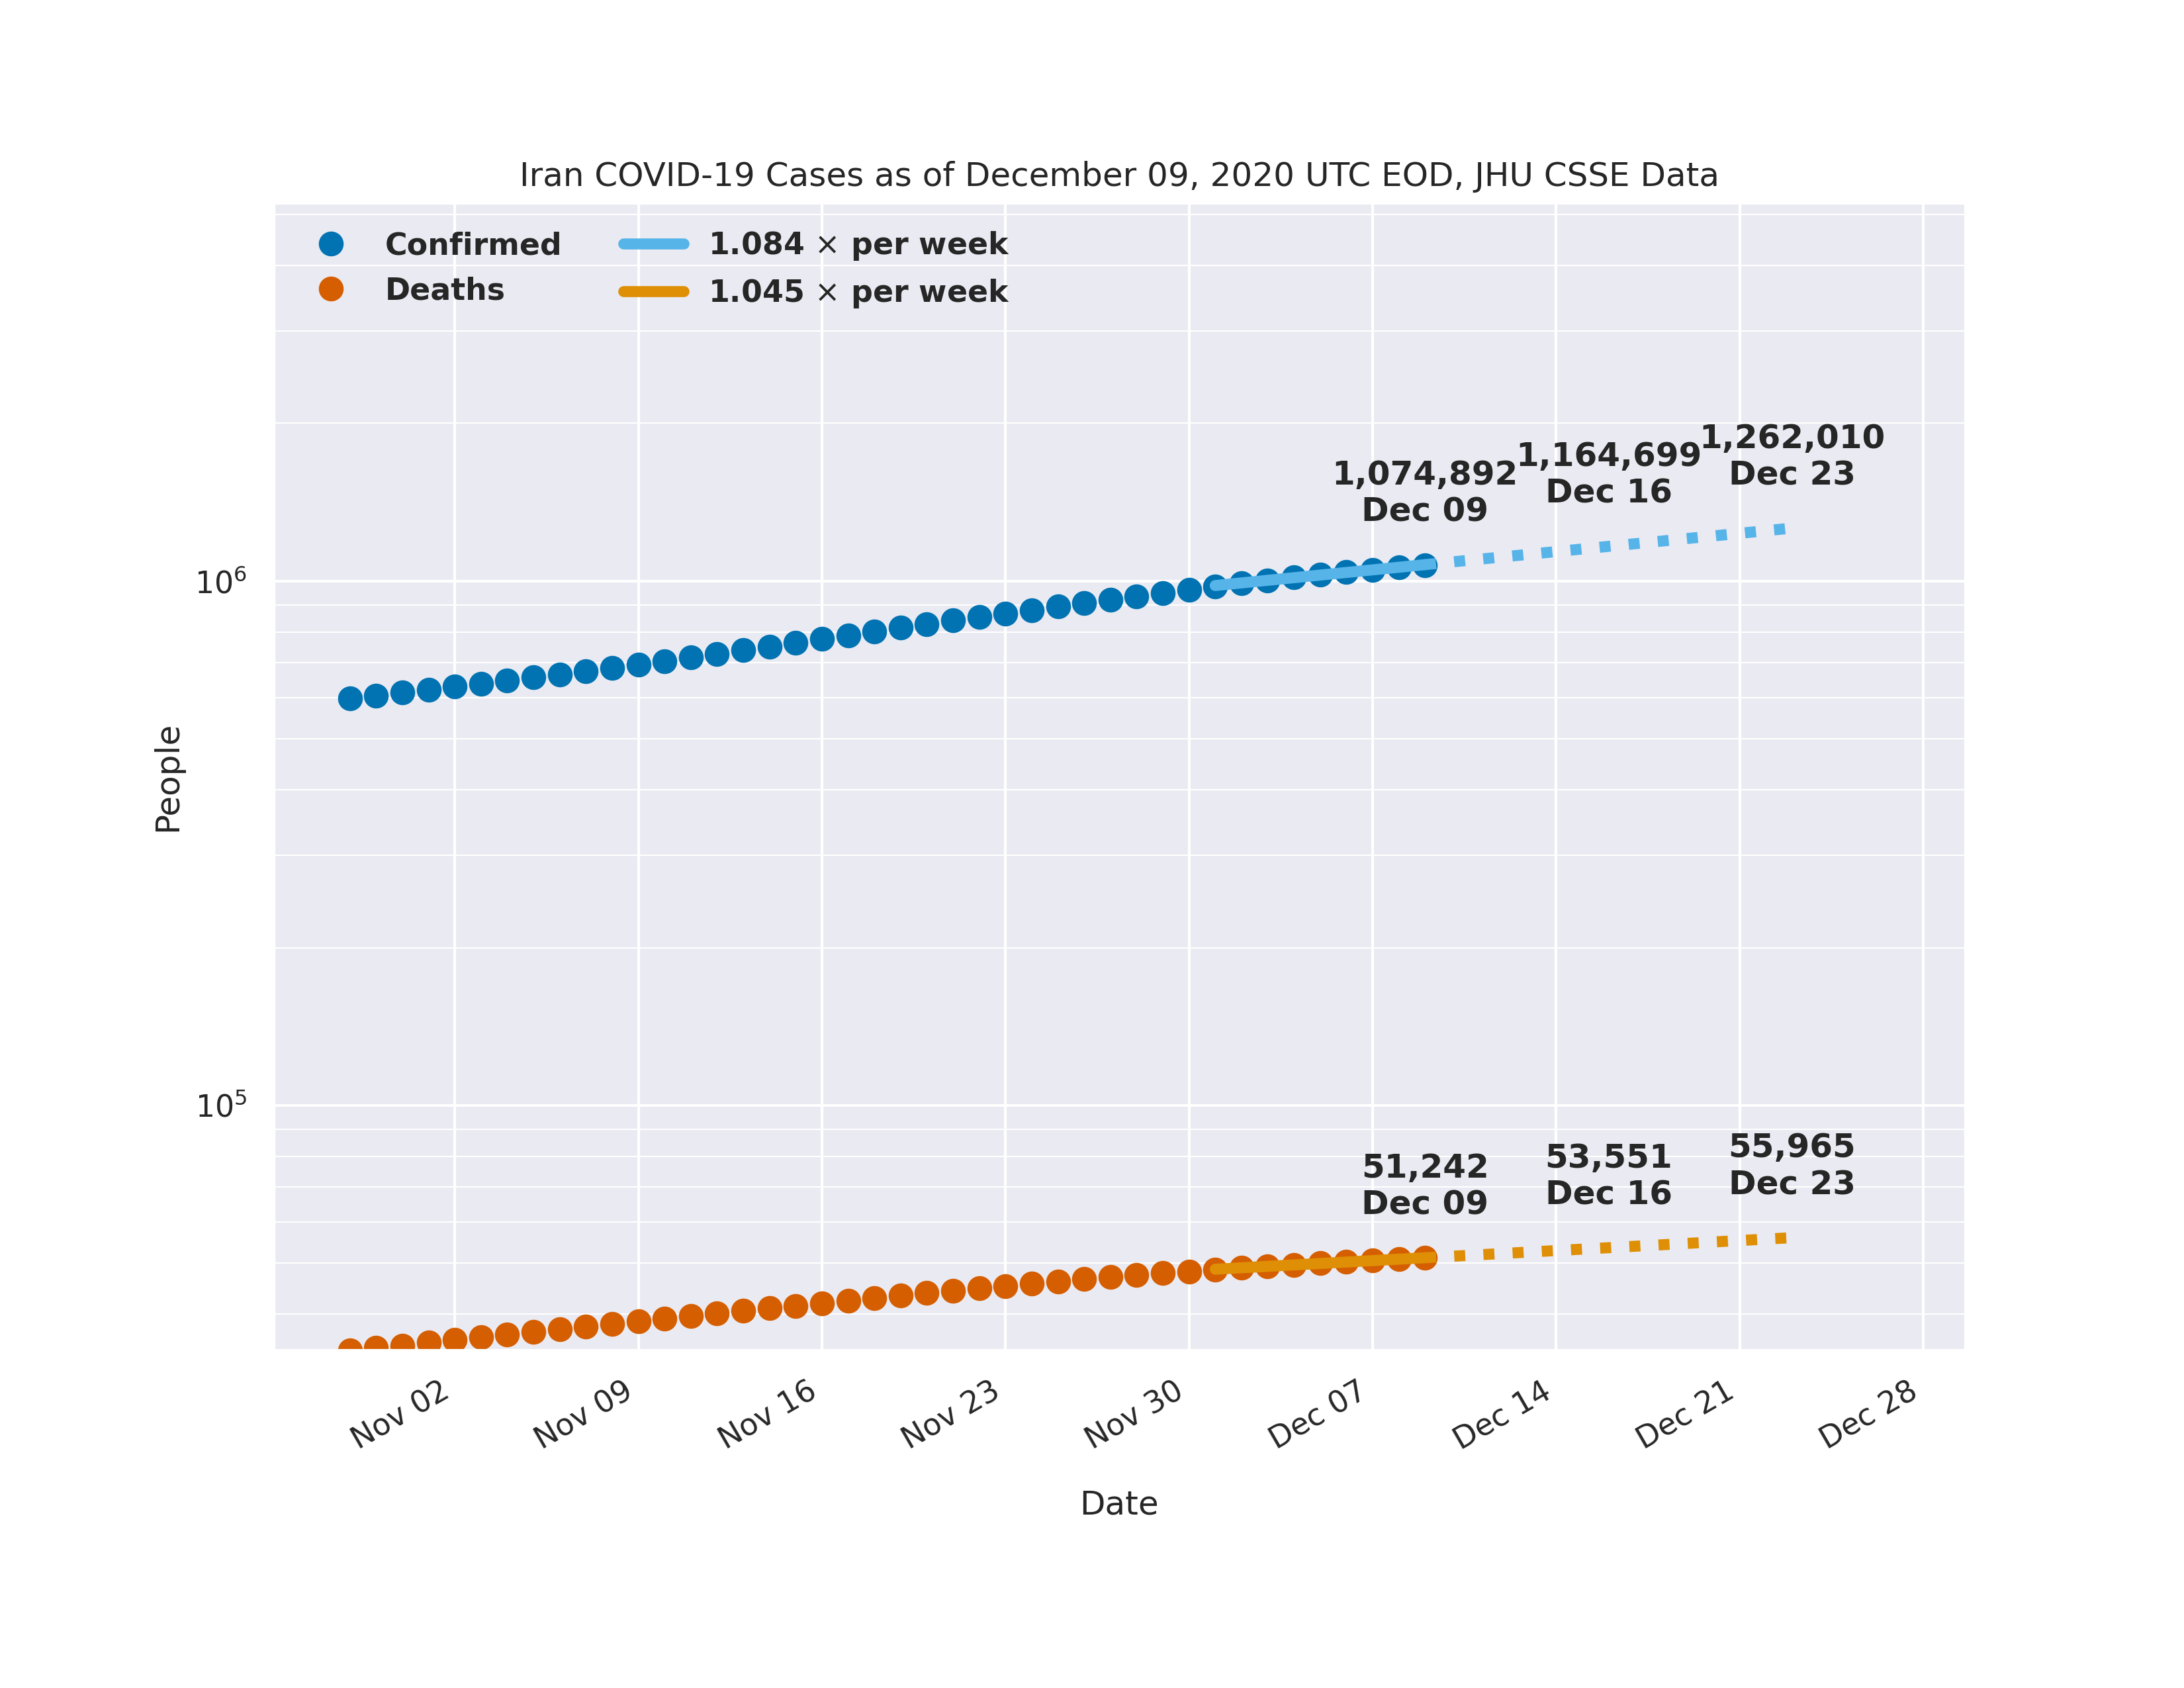 Iran COVID-19 Cases as of December 09, 2020 UTC EOD, JHU CSSE Data
Confirmed
Deaths
1.084 × per week
1.045 × per week
1,074,892
Dec 09
1,164,699
Dec 16
1,262,010
Dec 23
10⁶
People
10⁵
51,242
Dec 09
53,551
Dec 16
55,965
Dec 23
Nov 02
Nov 09
Nov 16
Nov 23
Nov 30
Dec 07
Dec 14
Dec 21
Dec 28
Date